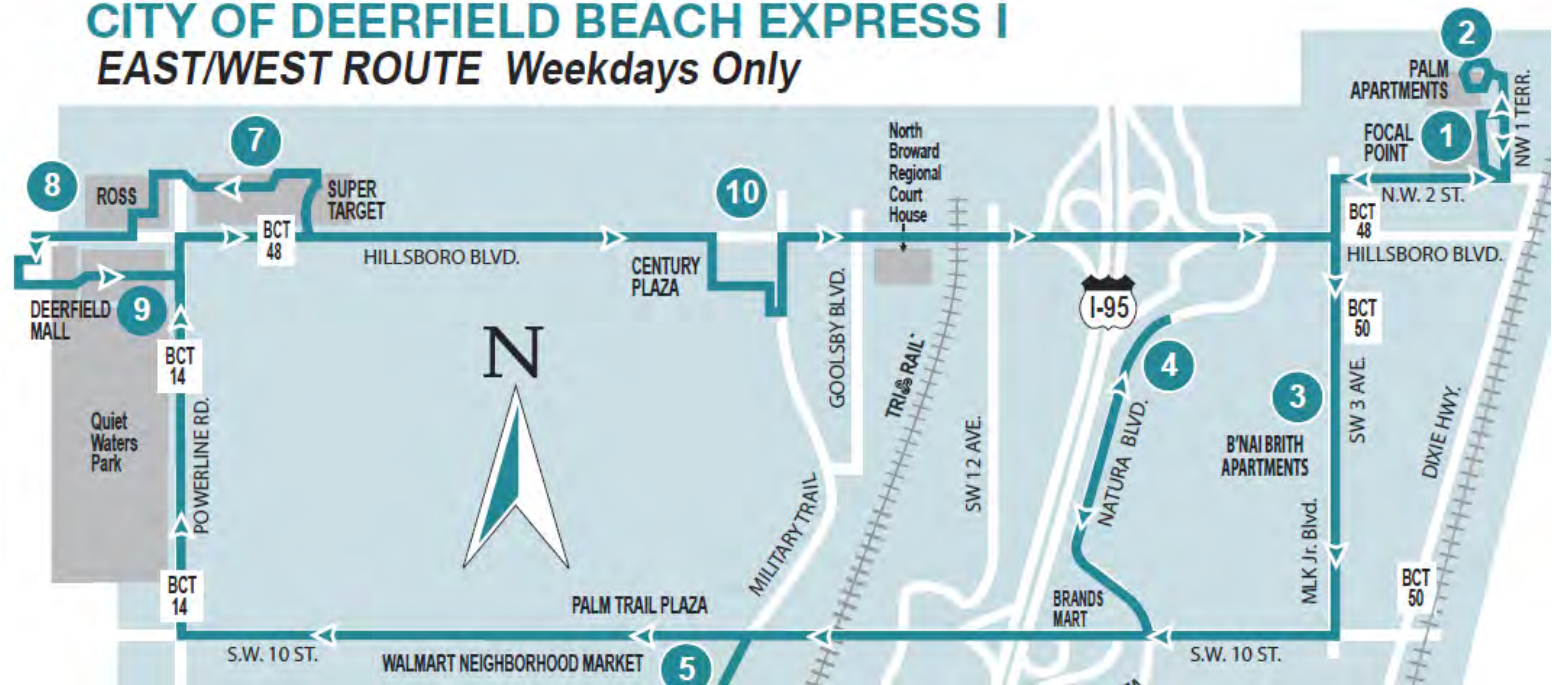 CITY OF DEERFIELD BEACH EXPRESS I
EAST/WEST ROUTE Weekdays Only
2
PALM
APARTMENTS
NW 1 TERR.
1
FOCAL
POINT
N.W. 2 ST.
7
8
ROSS
SUPER
TARGET
BCT
48
HILLSBORO BLVD.
10
CENTURY
PLAZA
North
Broward
Regional
Court
House
BCT
48
HILLSBORO BLVD.
DEERFIELD
MALL
9
BCT
14
N
GOOLSBY BLVD.
TRI RAIL
I-95
BCT
50
4
3
SW 3 AVE.
B'NAI BRITH
APARTMENTS
DIXIE HWY.
Quiet
Waters
Park
POWERLINE RD.
MILITARY TRAIL
SW 12 AVE.
NATURA BLVD.
MLK Jr. Blvd.
BCT
50
BCT
14
PALM TRAIL PLAZA
BRANDS
MART
S.W. 10 ST.
WALMART NEIGHBORHOOD MARKET
5
S.W. 10 ST.